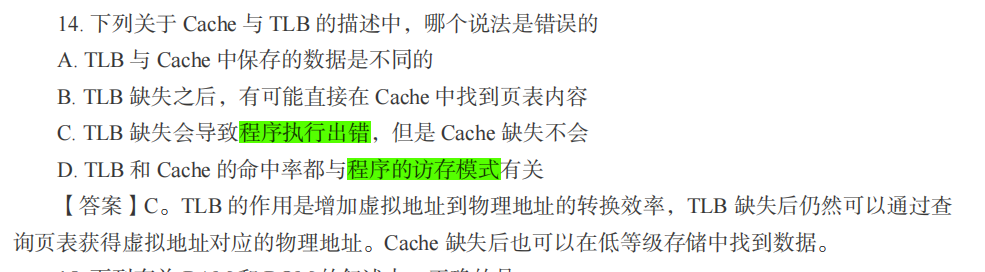 14. 下列关于 Cache 与 TLB 的描述中，哪个说法是错误的
A. TLB 与 Cache 中保存的数据是不同的
B. TLB 缺失之后，有可能直接在 Cache 中找到页表内容
C. TLB 缺失会导致程序执行出错，但是 Cache 缺失不会
D. TLB 和 Cache 的命中率都与程序的访存模式有关
【答案】C。TLB 的作用是增加虚拟地址到物理地址的转换效率，TLB 缺失后仍然可以通过查
询页表获得虚拟地址对应的物理地址。Cache 缺失后也可以在低等级存储中找到数据。